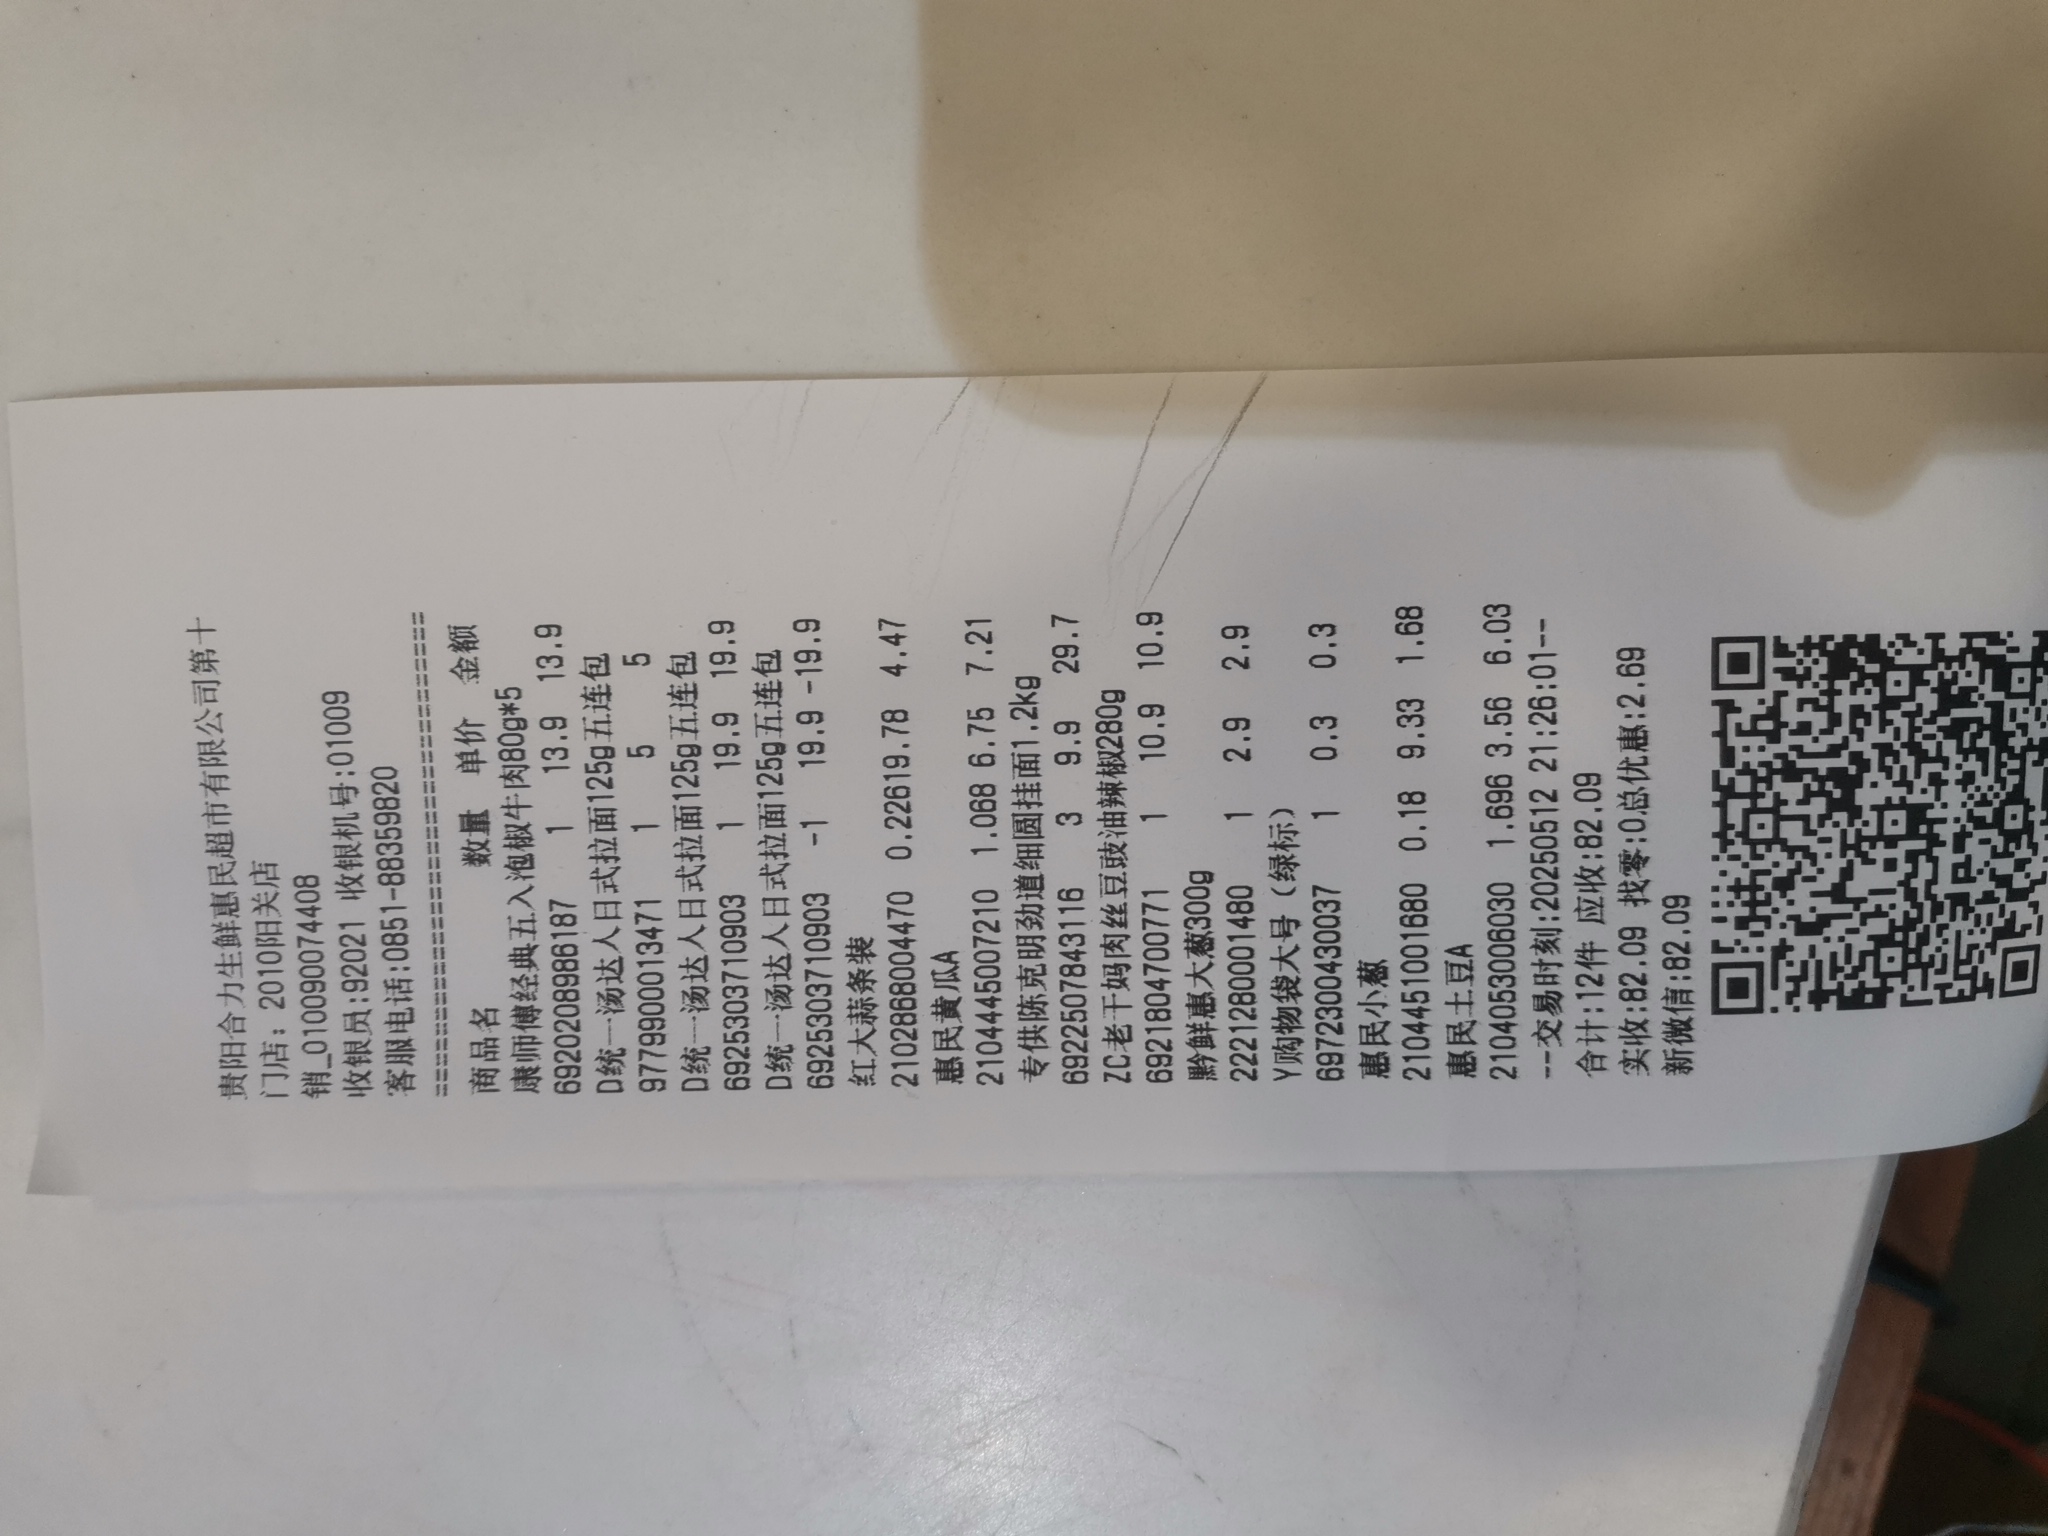 贵阳合力生鲜惠民超市有限公司第十
门店: 2010阳关店
销_010090074408
收银员:92021 收银机号:01009
客服电话:0851-88359820
================================
商品名 数量 单价 金额
康师傅经典五入泡椒牛肉80g*5
6920208986187 1 13.9 13.9
D统一汤达人日式拉面125g五连包
9779900013471 1 5 5
D统一汤达人日式拉面125g五连包
6925303710903 1 19.9 19.9
D统一汤达人日式拉面125g五连包
6925303710903 -1 19.9 -19.9
红大蒜条装
2102868004470 0.22619.78 4.47
惠民黄瓜A
2104445007210 1.068 6.75 7.21
专供陈克明劲道细圆挂面1.2kg
6922507843116 3 9.9 29.7
ZC老干妈肉丝豆豉油辣椒280g
6921804700771 1 10.9 10.9
黔鲜惠大葱300g
2221280001480 1 2.9 2.9
Y购物袋大号(绿标)
6972300430037 1 0.3 0.3
惠民小葱
2104451001680 0.18 9.33 1.68
惠民土豆A
2104053006030 1.696 3.56 6.03
--交易时刻:20250512 21:26:01--
合计:12件 应收:82.09
实收:82.09 找零:0总优惠:2.69
新微信:82.09